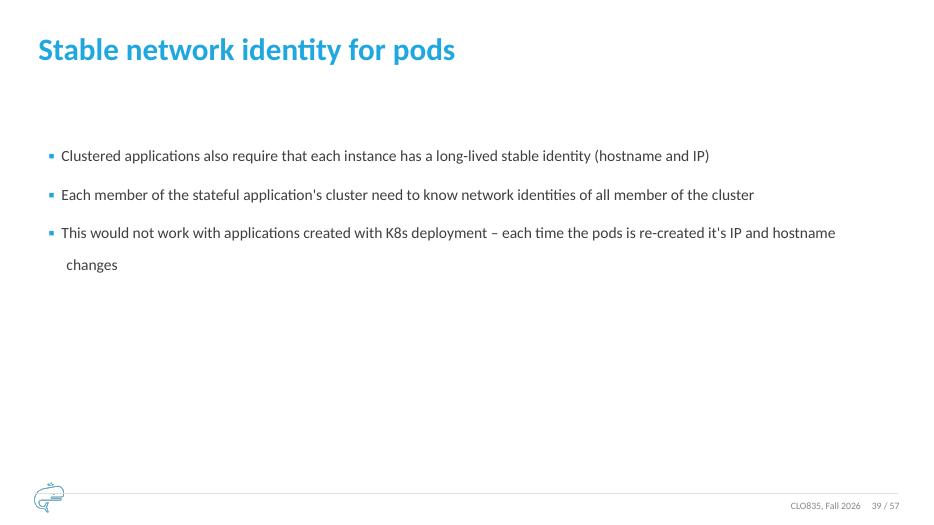 Stable network identity for pods
▪ Clustered applications also require that each instance has a long-lived stable identity (hostname and IP)
▪ Each member of the stateful application's cluster need to know network identities of all member of the cluster
▪ This would not work with applications created with K8s deployment – each time the pods is re-created it's IP and hostname
changes
CLO835, Fall 2026 39 / 57